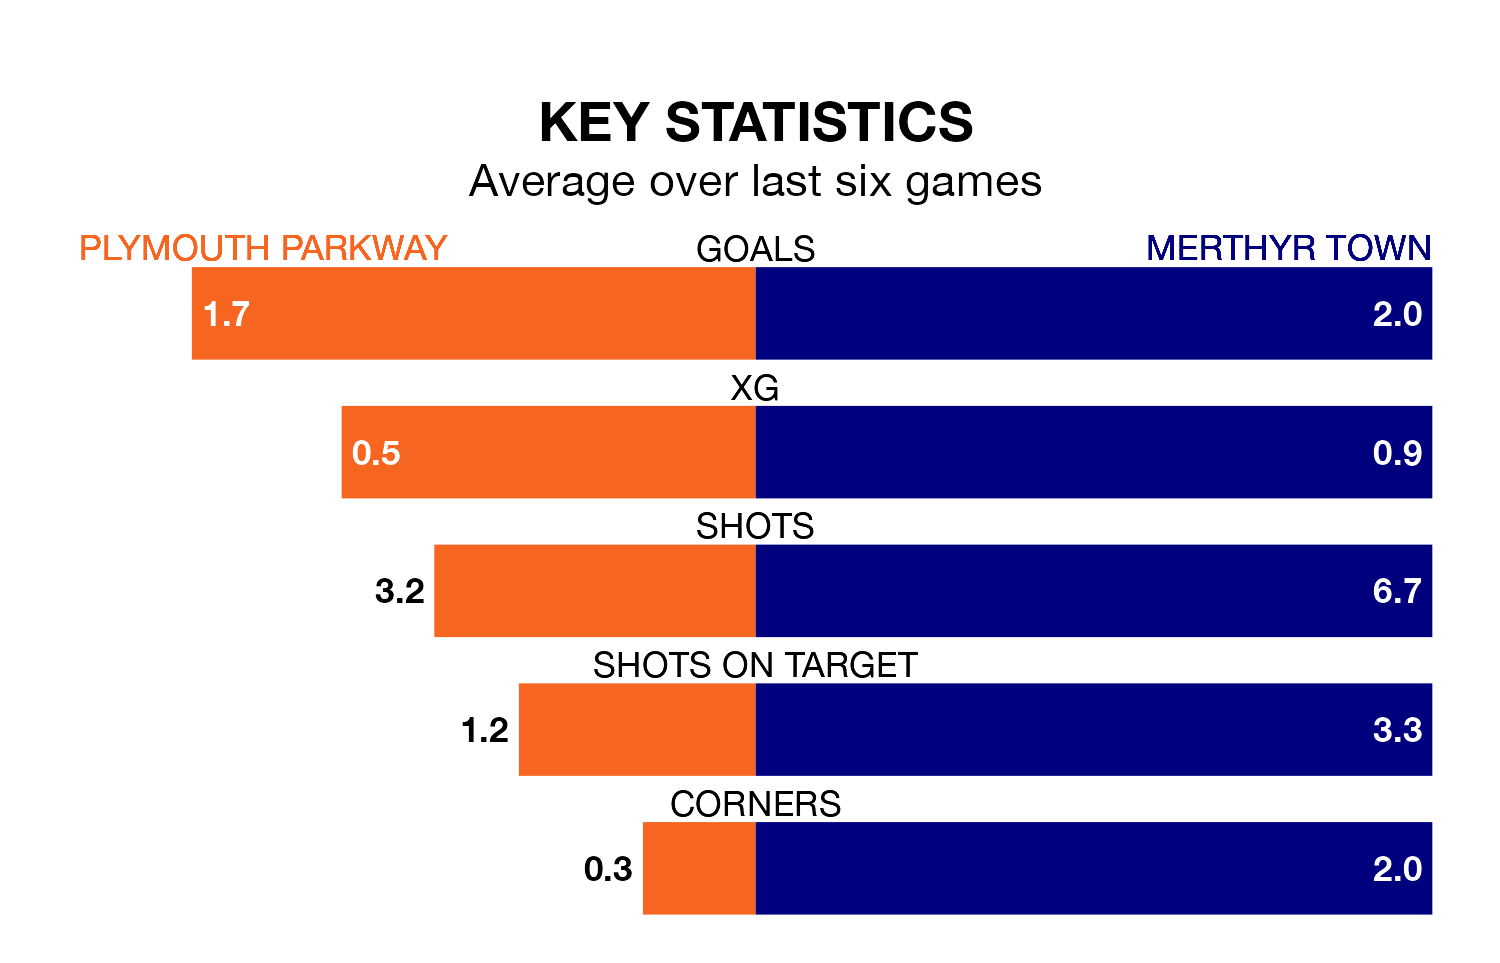 KEY STATISTICS
Average over last six games
PLYMOUTH PARKWAY GOALS MERTHYR TOWN
1.7 2.0
XG
0.5 0.9
SHOTS
3.2 6.7
SHOTS ON TARGET
1.2 3.3
CORNERS
0.3 2.0